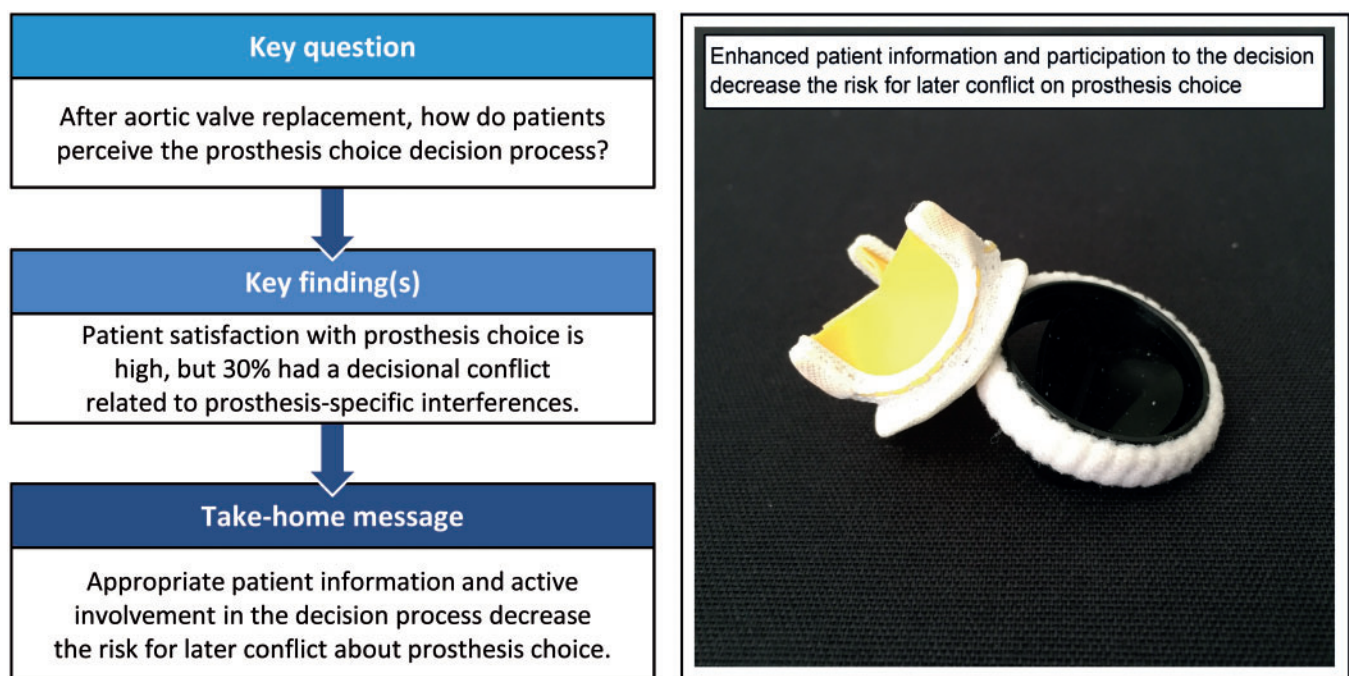 Key question
After aortic valve replacement, how do patients
perceive the prosthesis choice decision process?
Key finding(s)
Patient satisfaction with prosthesis choice is
high, but 30% had a decisional conflict
related to prosthesis-specific interferences.
Take-home message
Appropriate patient information and active
involvement in the decision process decrease
the risk for later conflict about prosthesis choice.
Enhanced patient information and participation to the decision
decrease the risk for later conflict on prosthesis choice